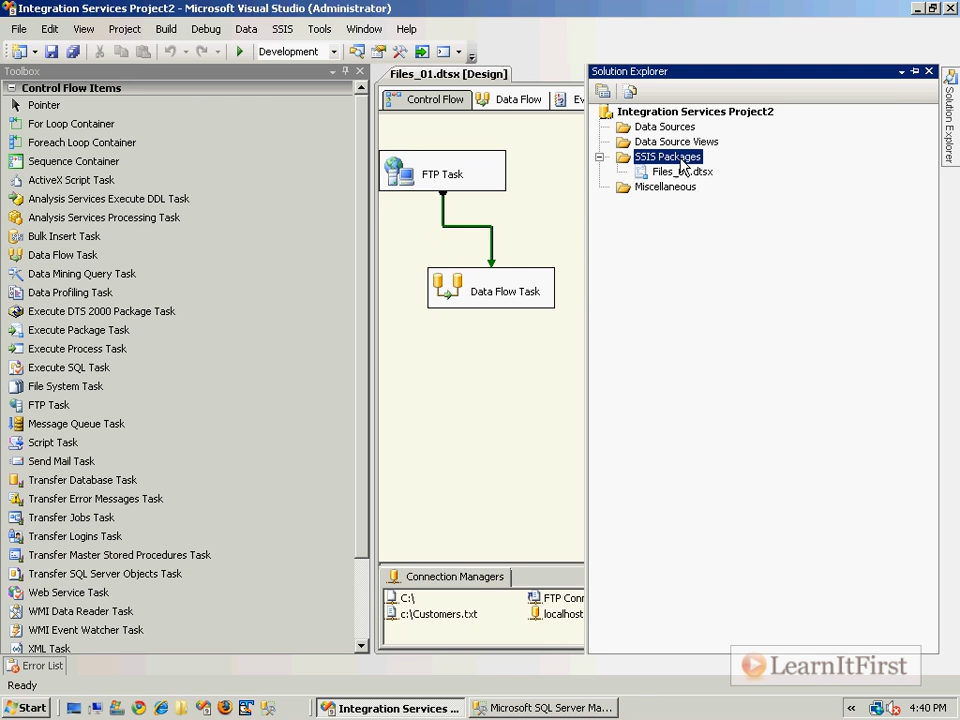 Integration Services Project2 - Microsoft Visual Studio (Administrator)
File Edit View Project Build Debug Data SSIS Tools Window Help
Development
Toolbox
Control Flow Items
Pointer
For Loop Container
Foreach Loop Container
Sequence Container
ActiveX Script Task
Analysis Services Execute DDL Task
Analysis Services Processing Task
Bulk Insert Task
Data Flow Task
Data Mining Query Task
Data Profiling Task
Execute DTS 2000 Package Task
Execute Package Task
Execute Process Task
Execute SQL Task
File System Task
FTP Task
Message Queue Task
Script Task
Send Mail Task
Transfer Database Task
Transfer Error Messages Task
Transfer Jobs Task
Transfer Logins Task
Transfer Master Stored Procedures Task
Transfer SQL Server Objects Task
Web Service Task
WMI Data Reader Task
WMI Event Watcher Task
XML Task
Files_01.dtsx [Design]
Control Flow Data Flow Ev
FTP Task
Data Flow Task
Connection Managers
C:\ FTP Conn
c:\Customers.txt localhost
Solution Explorer
Integration Services Project2
Data Sources
Data Source Views
SSIS Packages
.dtsx
Miscellaneous
Solution Explorer
LearnItFirst
Error List
Ready
Start Integration Services ... Microsoft SQL Server Ma... « 4:40 PM